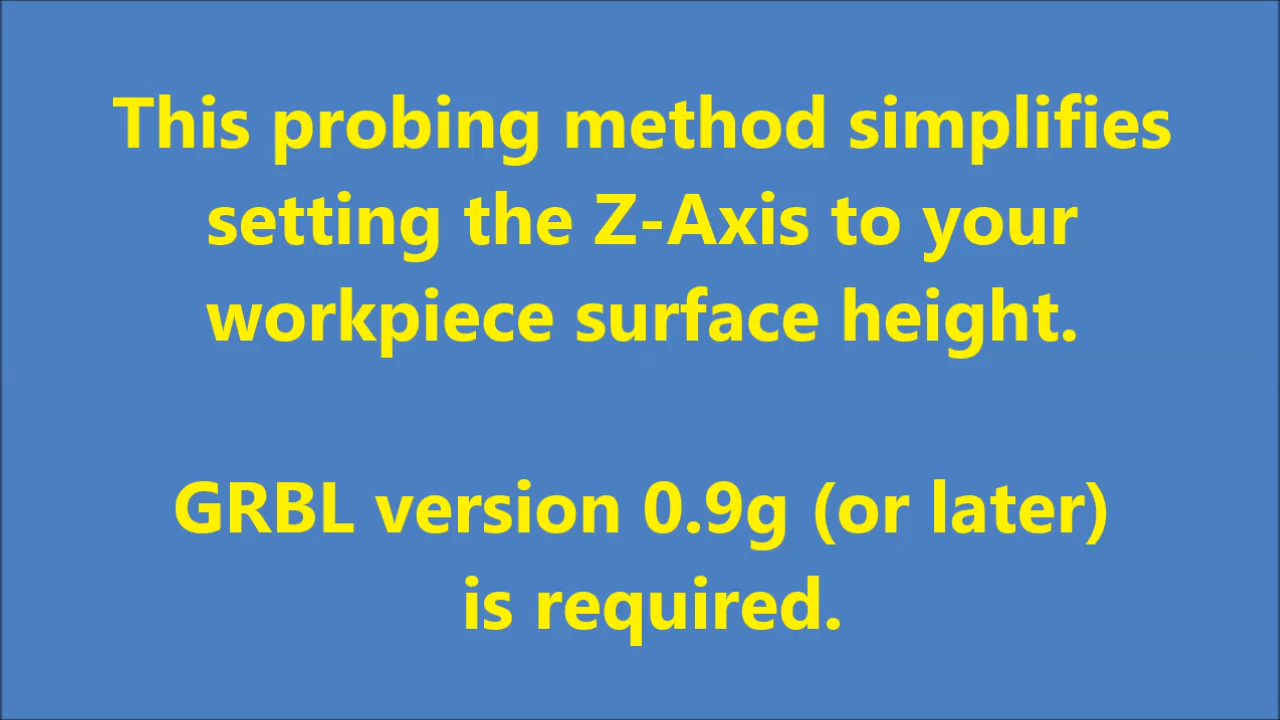 This probing method simplifies
setting the Z-Axis to your
workpiece surface height.
GRBL version 0.9g (or later)
is required.